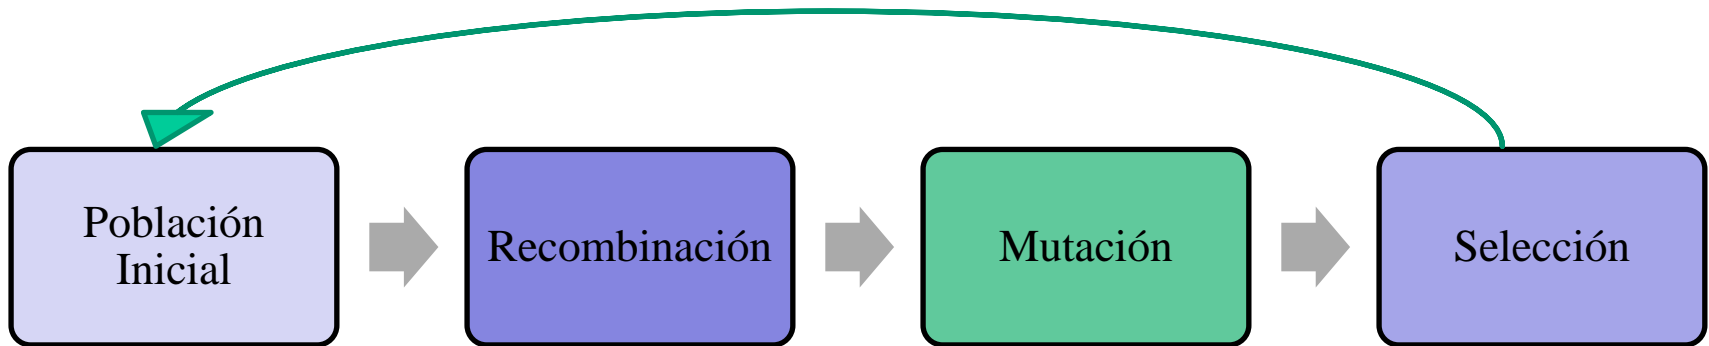 Población
Inicial
Recombinación
Mutación
Selección